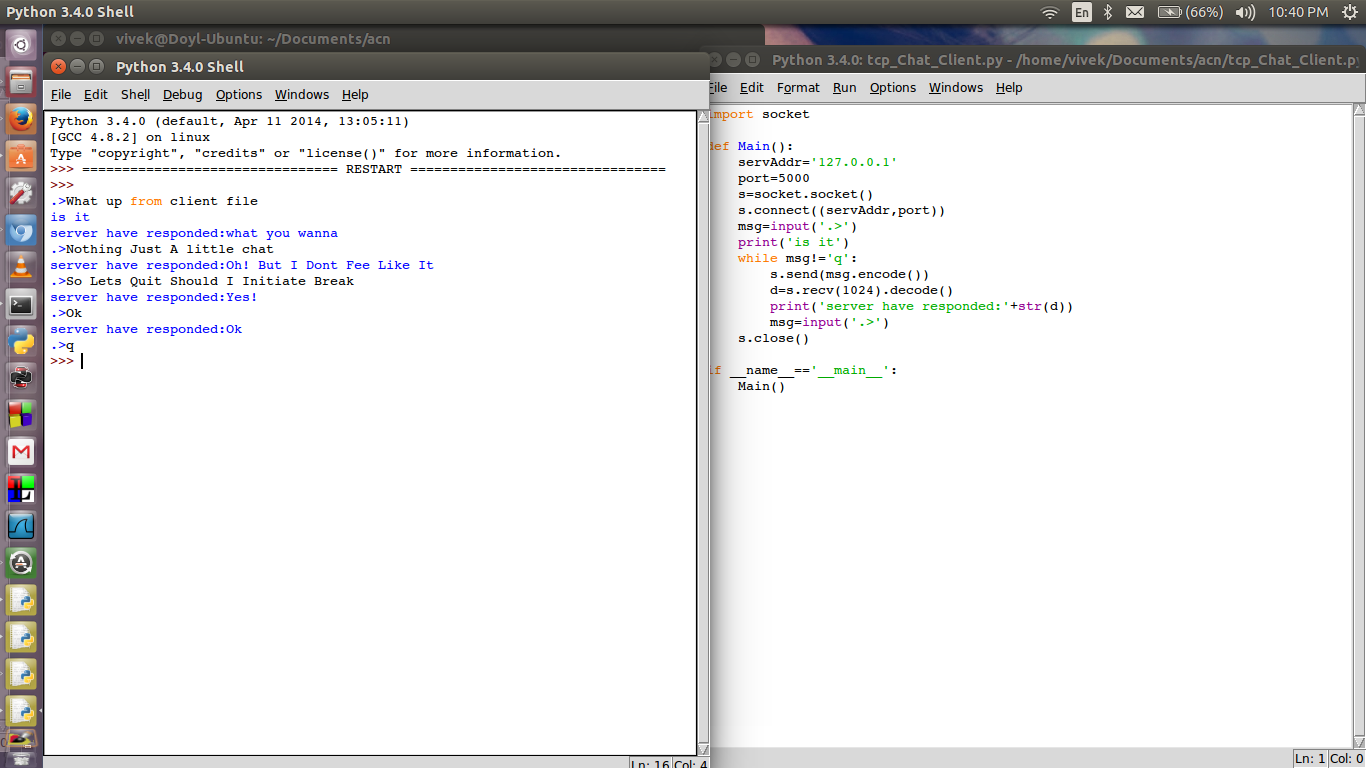 Python 3.4.0 Shell
En
(66%)
10:40 PM
vivek@Doyl-Ubuntu: ~/Documents/acn
Python 3.4.0 Shell
File Edit Shell Debug Options Windows Help
Python 3.4.0 (default, Apr 11 2014, 13:05:11)
[GCC 4.8.2] on linux
Type "copyright", "credits" or "license()" for more information.
>>> ================================ RESTART ================================
>>>
.>What up from client file
is it
server have responded:what you wanna
.>Nothing Just A little chat
server have responded:Oh! But I Dont Fee Like It
.>So Lets Quit Should I Initiate Break
server have responded:Yes!
.>Ok
server have responded:Ok
.>q
>>>
Ln: 16 Col: 4
Python 3.4.0: tcp_Chat_Client.py - /home/vivek/Documents/acn/tcp_Chat_Client.py
File Edit Format Run Options Windows Help
import socket
def Main():
servAddr='127.0.0.1'
port=5000
s=socket.socket()
s.connect((servAddr,port))
msg=input('.>')
print('is it')
while msg!='q':
s.send(msg.encode())
d=s.recv(1024).decode()
print('server have responded:'+str(d))
msg=input('.>')
s.close()
if __name__=='__main__':
Main()
Ln: 1 Col: 0